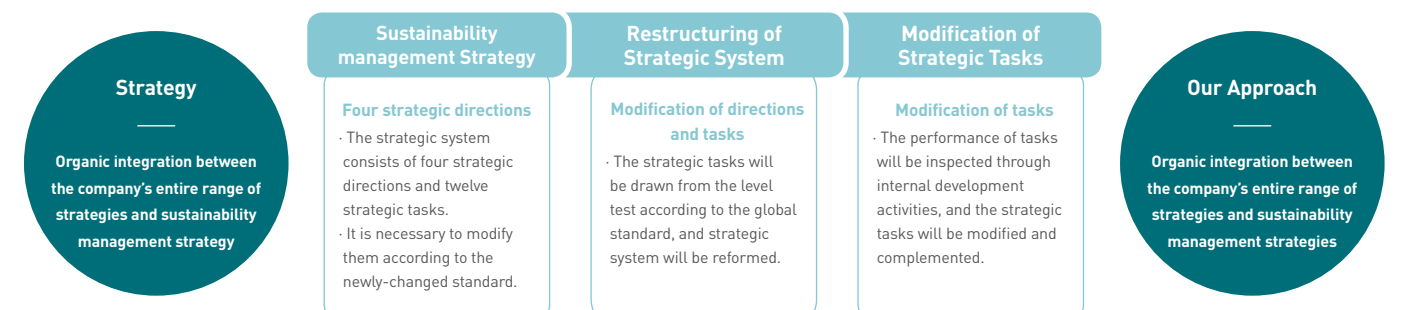 Strategy
Organic integration between
the company's entire range of
strategies and sustainability
management strategy
Sustainability
management Strategy
Four strategic directions
· The strategic system
consists of four strategic
directions and twelve
strategic tasks.
· It is necessary to modify
them according to the
newly-changed standard.
Restructuring of
Strategic System
Modification of directions
and tasks
· The strategic tasks will
be drawn from the level
test according to the global
standard, and strategic
system will be reformed.
Modification of
Strategic Tasks
Modification of tasks
· The performance of tasks
will be inspected through
internal development
activities, and the strategic
tasks will be modified and
complemented.
Our Approach
Organic integration between
the company's entire range of
strategies and sustainability
management strategies